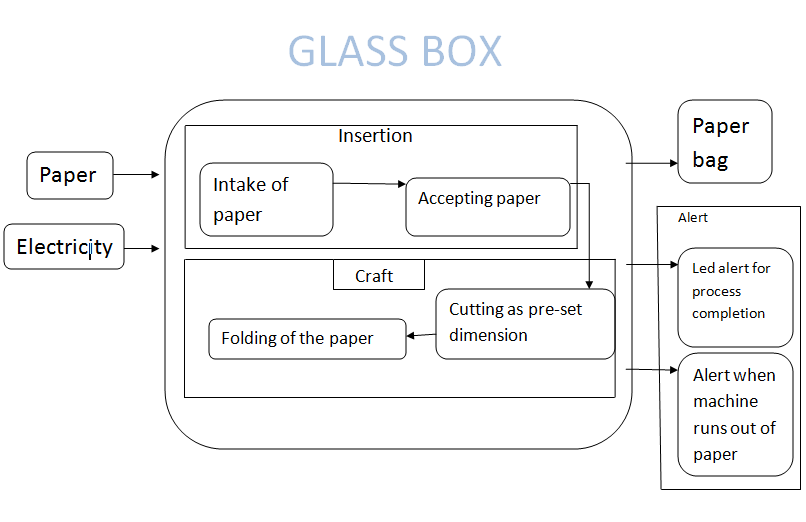 GLASS BOX
Insertion
Paper
Electricity
Intake of
paper
Accepting paper
Craft
Cutting as pre-set
dimension
Folding of the paper
Paper
bag
Alert
Led alert for
process
completion
Alert when
machine
runs out of
paper